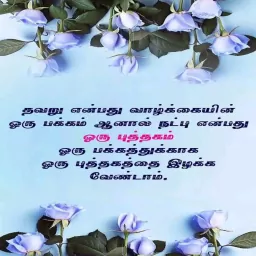 தவறு என்பது வாழ்க்கையின்
ஒரு பக்கம் ஆனால் நட்பு என்பது
ஒரு புத்தகம்
ஒரு பக்கத்துக்காக
ஒரு புத்தகத்தை இழக்க
வேண்டாம்.